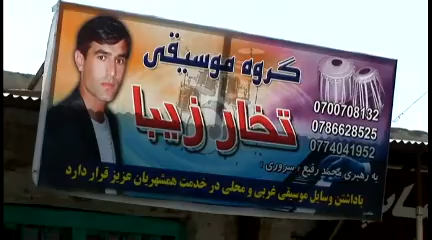 گروه موسیقی
تخار زیبا
0700708132
0786628525
0774041952
به رهبری محمد رفیع «سروری»
باداشتن وسایل موسیقی غربی و محلی در خدمت همشهریان عزیز قرار دارد